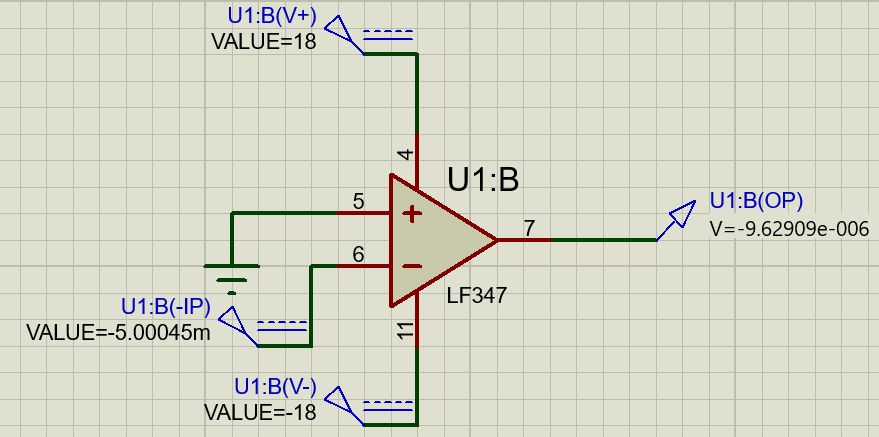 U1:B(V+)
VALUE=18
4
U1:B
5
+
7
U1:B(OP)
V=-9.62909e-006
6
−
LF347
U1:B(-IP)
VALUE=-5.00045m
11
U1:B(V-)
VALUE=-18